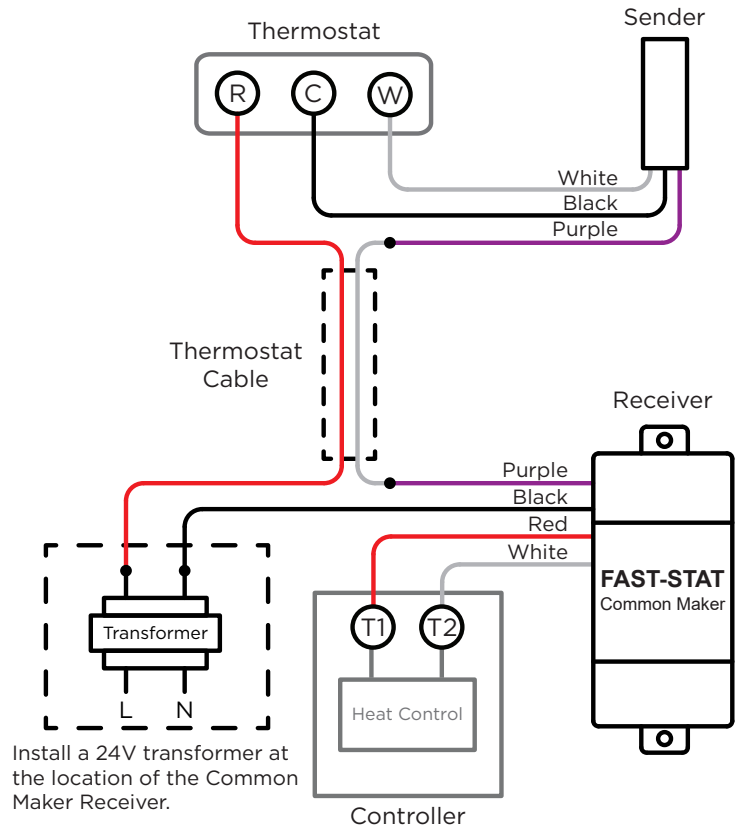 Sender
Thermostat
R
C
W
White
Black
Purple
Thermostat
Cable
Receiver
Purple
Black
Red
White
FAST-STAT
Common Maker
T1
T2
Transformer
Heat Control
L
N
Install a 24V transformer at
the location of the Common
Maker Receiver.
Controller